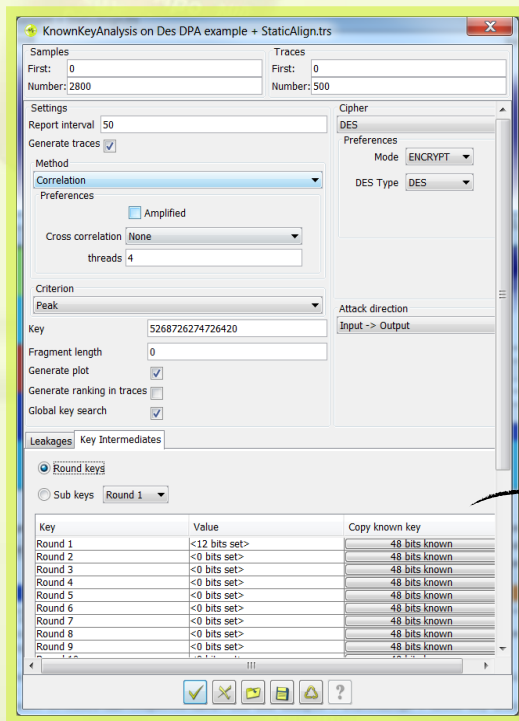 KnownKeyAnalysis on Des DPA example + StaticAlign.trs
Samples
First: 0
Number: 2800
Traces
First: 0
Number: 500
Settings
Report interval 50
Generate traces
Method
Correlation
Preferences
Amplified
Cross correlation None
threads 4
Criterion
Peak
Key 5268726274726420
Fragment length 0
Generate plot
Generate ranking in traces
Global key search
Cipher
DES
Preferences
Mode ENCRYPT
DES Type DES
Attack direction
Input -> Output
Leakages Key Intermediates
Round keys
Sub keys Round 1
Key Value Copy known key
Round 1 <12 bits set> 48 bits known
Round 2 <0 bits set> 48 bits known
Round 3 <0 bits set> 48 bits known
Round 4 <0 bits set> 48 bits known
Round 5 <0 bits set> 48 bits known
Round 6 <0 bits set> 48 bits known
Round 7 <0 bits set> 48 bits known
Round 8 <0 bits set> 48 bits known
Round 9 <0 bits set> 48 bits known
?